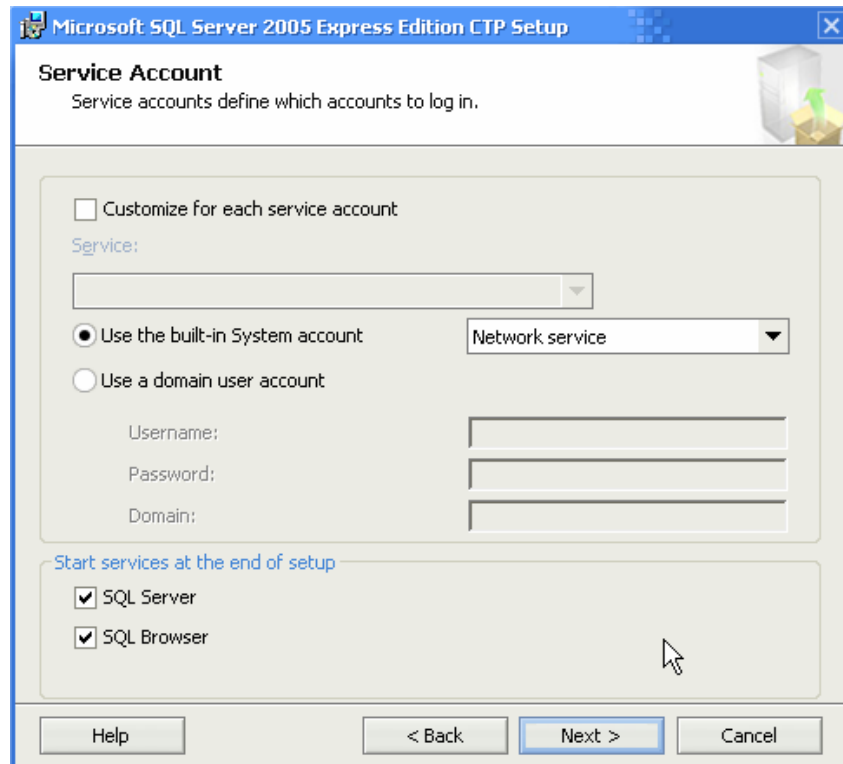 Microsoft SQL Server 2005 Express Edition CTP Setup
Service Account
Service accounts define which accounts to log in.
Customize for each service account
Service:
Use the built-in System account
Network service
Use a domain user account
Username:
Password:
Domain:
Start services at the end of setup
SQL Server
SQL Browser
Help
< Back
Next >
Cancel